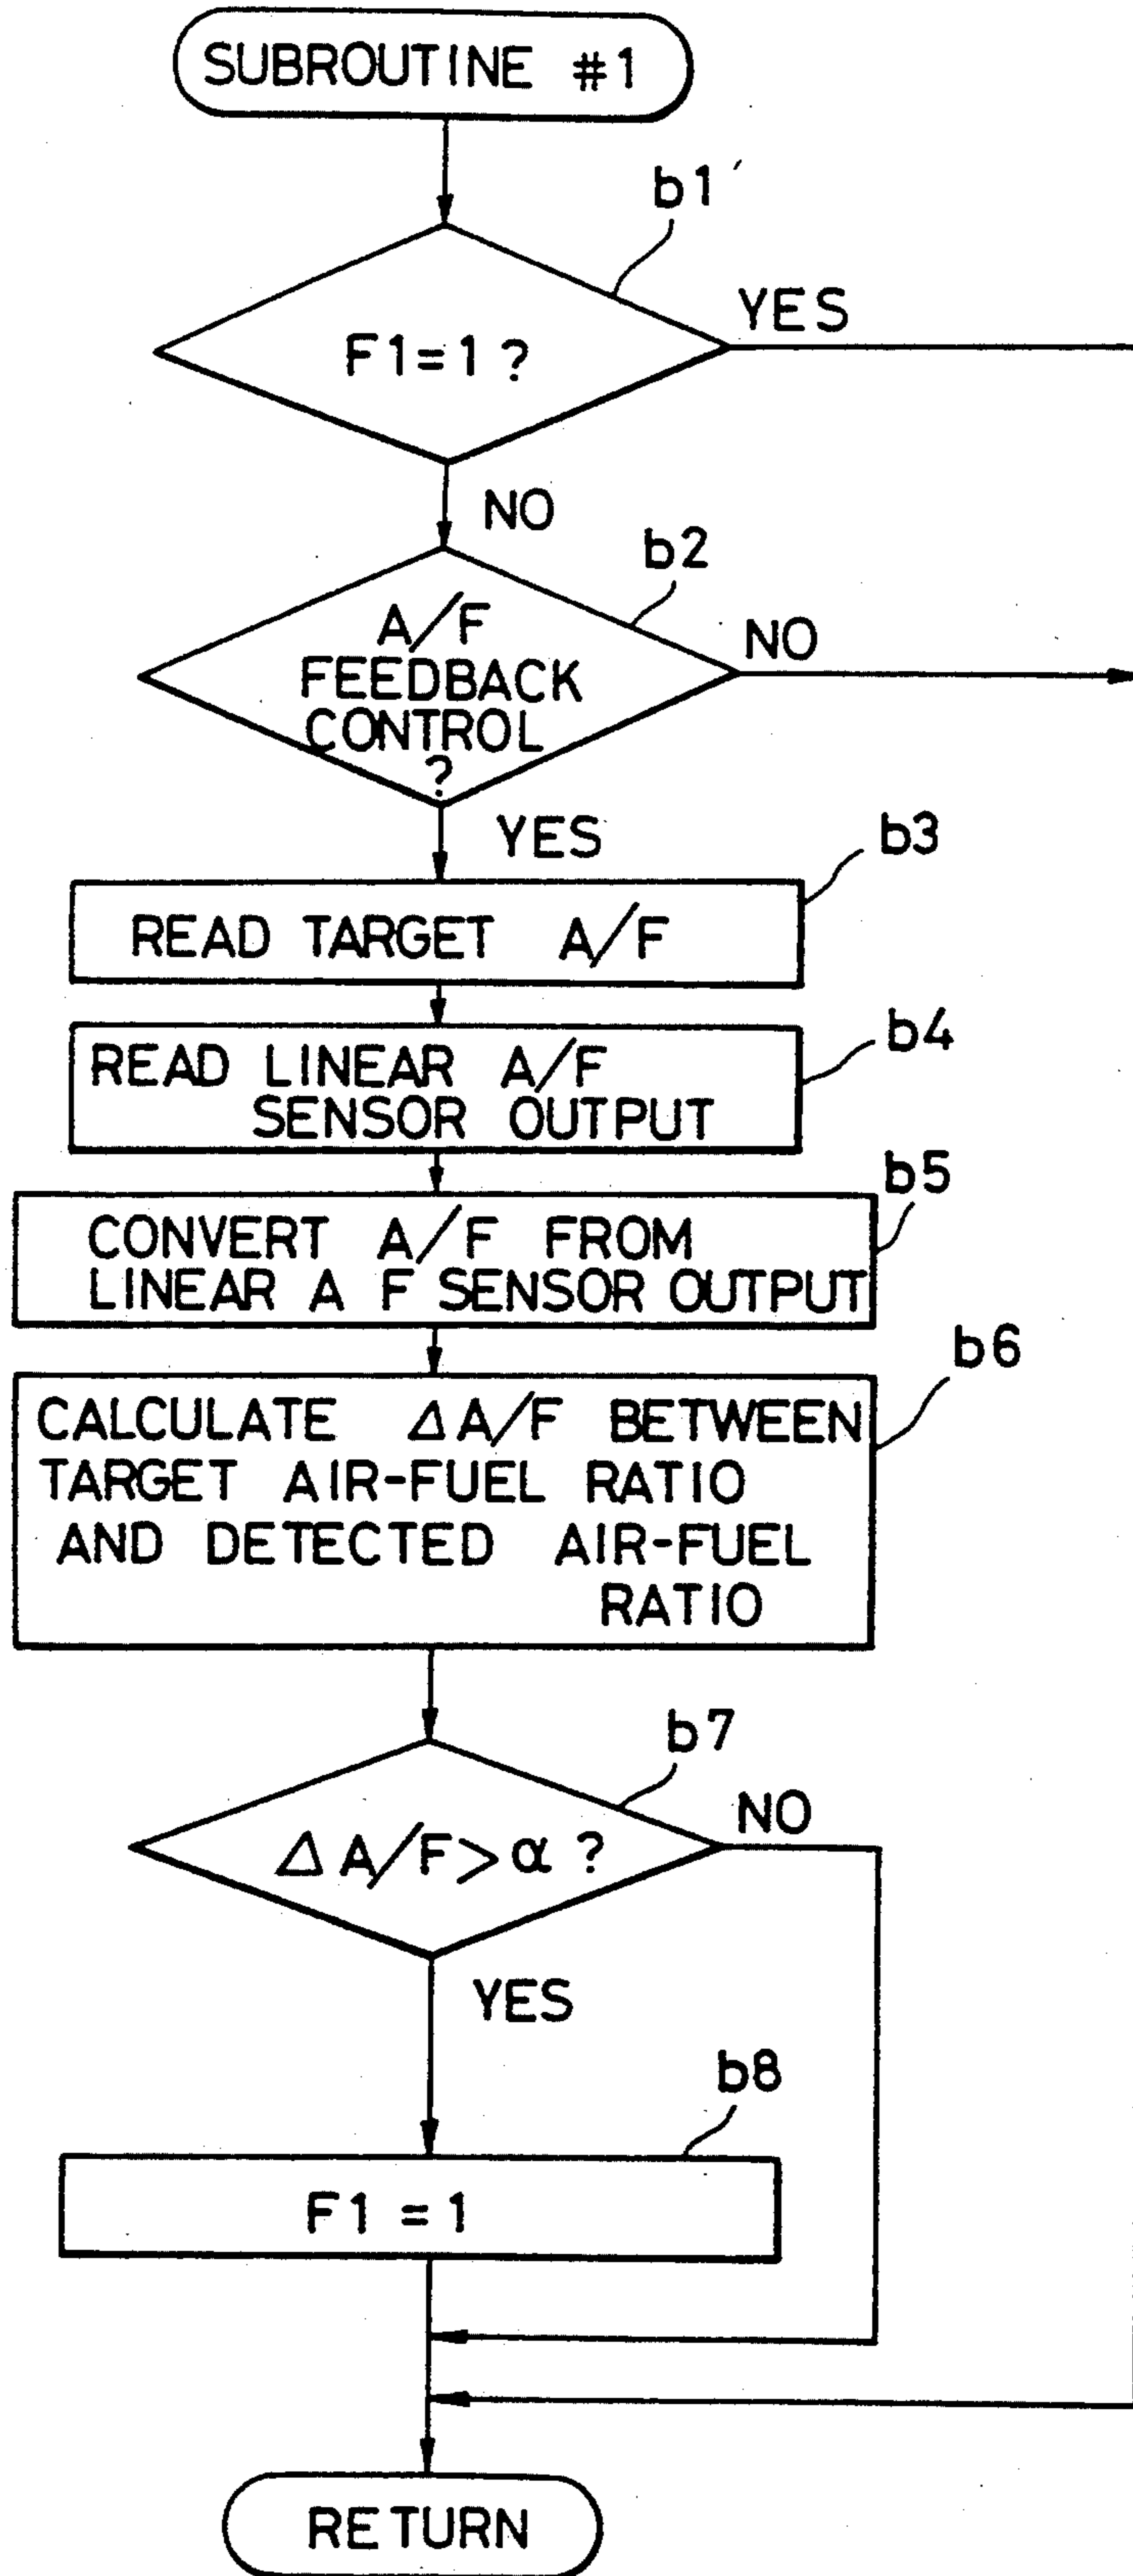 SUBROUTINE #1
b1
F1=1?
YES
NO
b2
A/F
FEEDBACK
CONTROL
?
NO
YES
b3
READ TARGET A/F
b4
READ LINEAR A/F
SENSOR OUTPUT
b5
CONVERT A/F FROM
LINEAR A F SENSOR OUTPUT
b6
CALCULATE ΔA/F BETWEEN
TARGET AIR-FUEL RATIO
AND DETECTED AIR-FUEL
RATIO
b7
ΔA/F>α?
NO
YES
b8
F1=1
RETURN